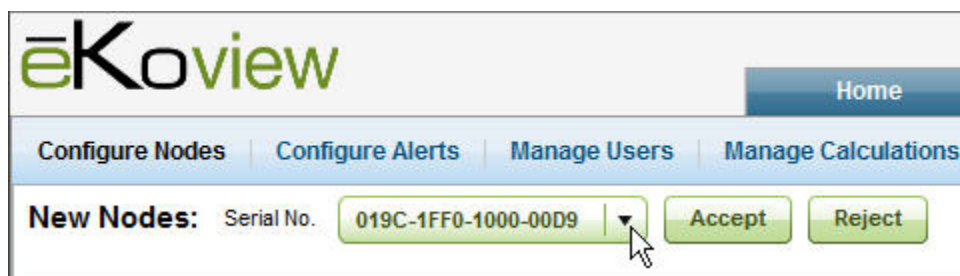 ēKoview
Home
Configure Nodes Configure Alerts Manage Users Manage Calculations
New Nodes: Serial No. 019C-1FF0-1000-00D9 Accept Reject